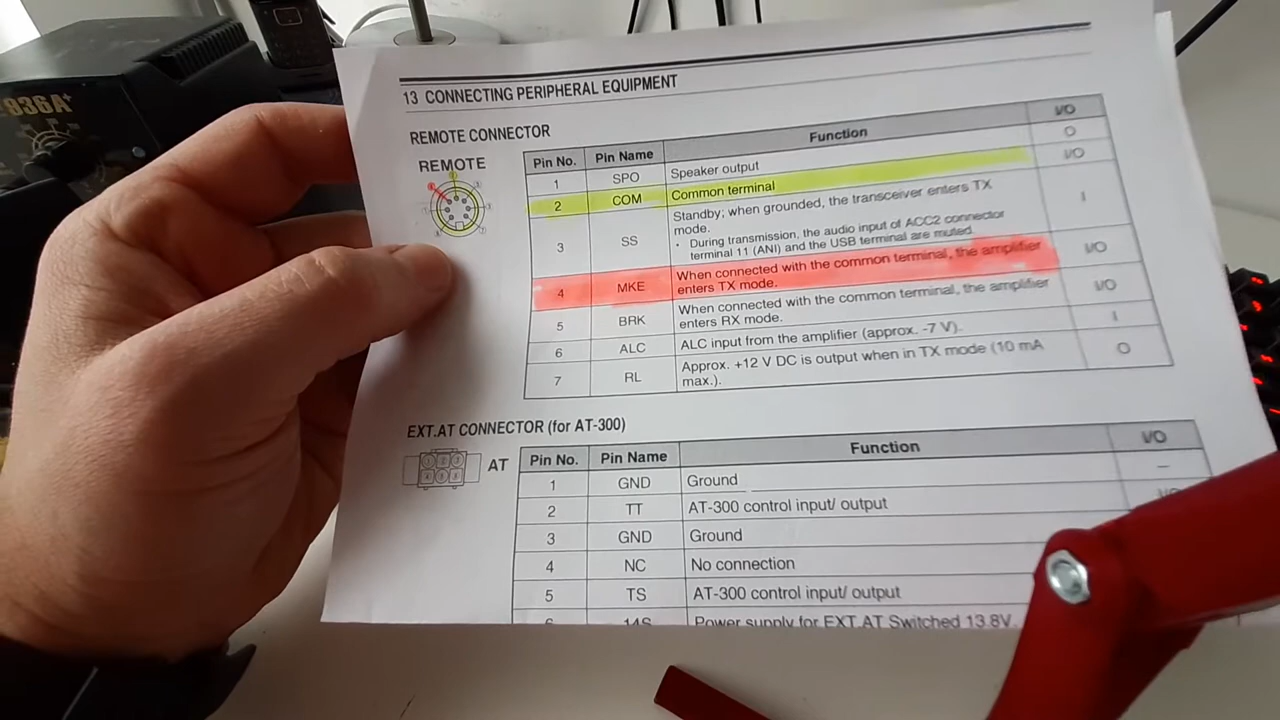 836A
13 CONNECTING PERIPHERAL EQUIPMENT
REMOTE CONNECTOR
REMOTE
Pin No. Pin Name Function I/O
1 SPO Speaker output O
2 COM Common terminal I/O
3 SS Standby; when grounded, the transceiver enters TX
mode.
• During transmission, the audio input of ACC2 connector
terminal 11 (ANI) and the USB terminal are muted. I
4 MKE When connected with the common terminal, the amplifier
enters TX mode. I/O
5 BRK When connected with the common terminal, the amplifier
enters RX mode. I/O
6 ALC ALC input from the amplifier (approx. -7 V). I
7 RL Approx. +12 V DC is output when in TX mode (10 mA
max.). O
EXT.AT CONNECTOR (for AT-300)
AT
Pin No. Pin Name Function I/O
1 GND Ground —
2 TT AT-300 control input/ output
3 GND Ground
4 NC No connection
5 TS AT-300 control input/ output
6 14S Power supply for EXT.AT Switched 13.8V